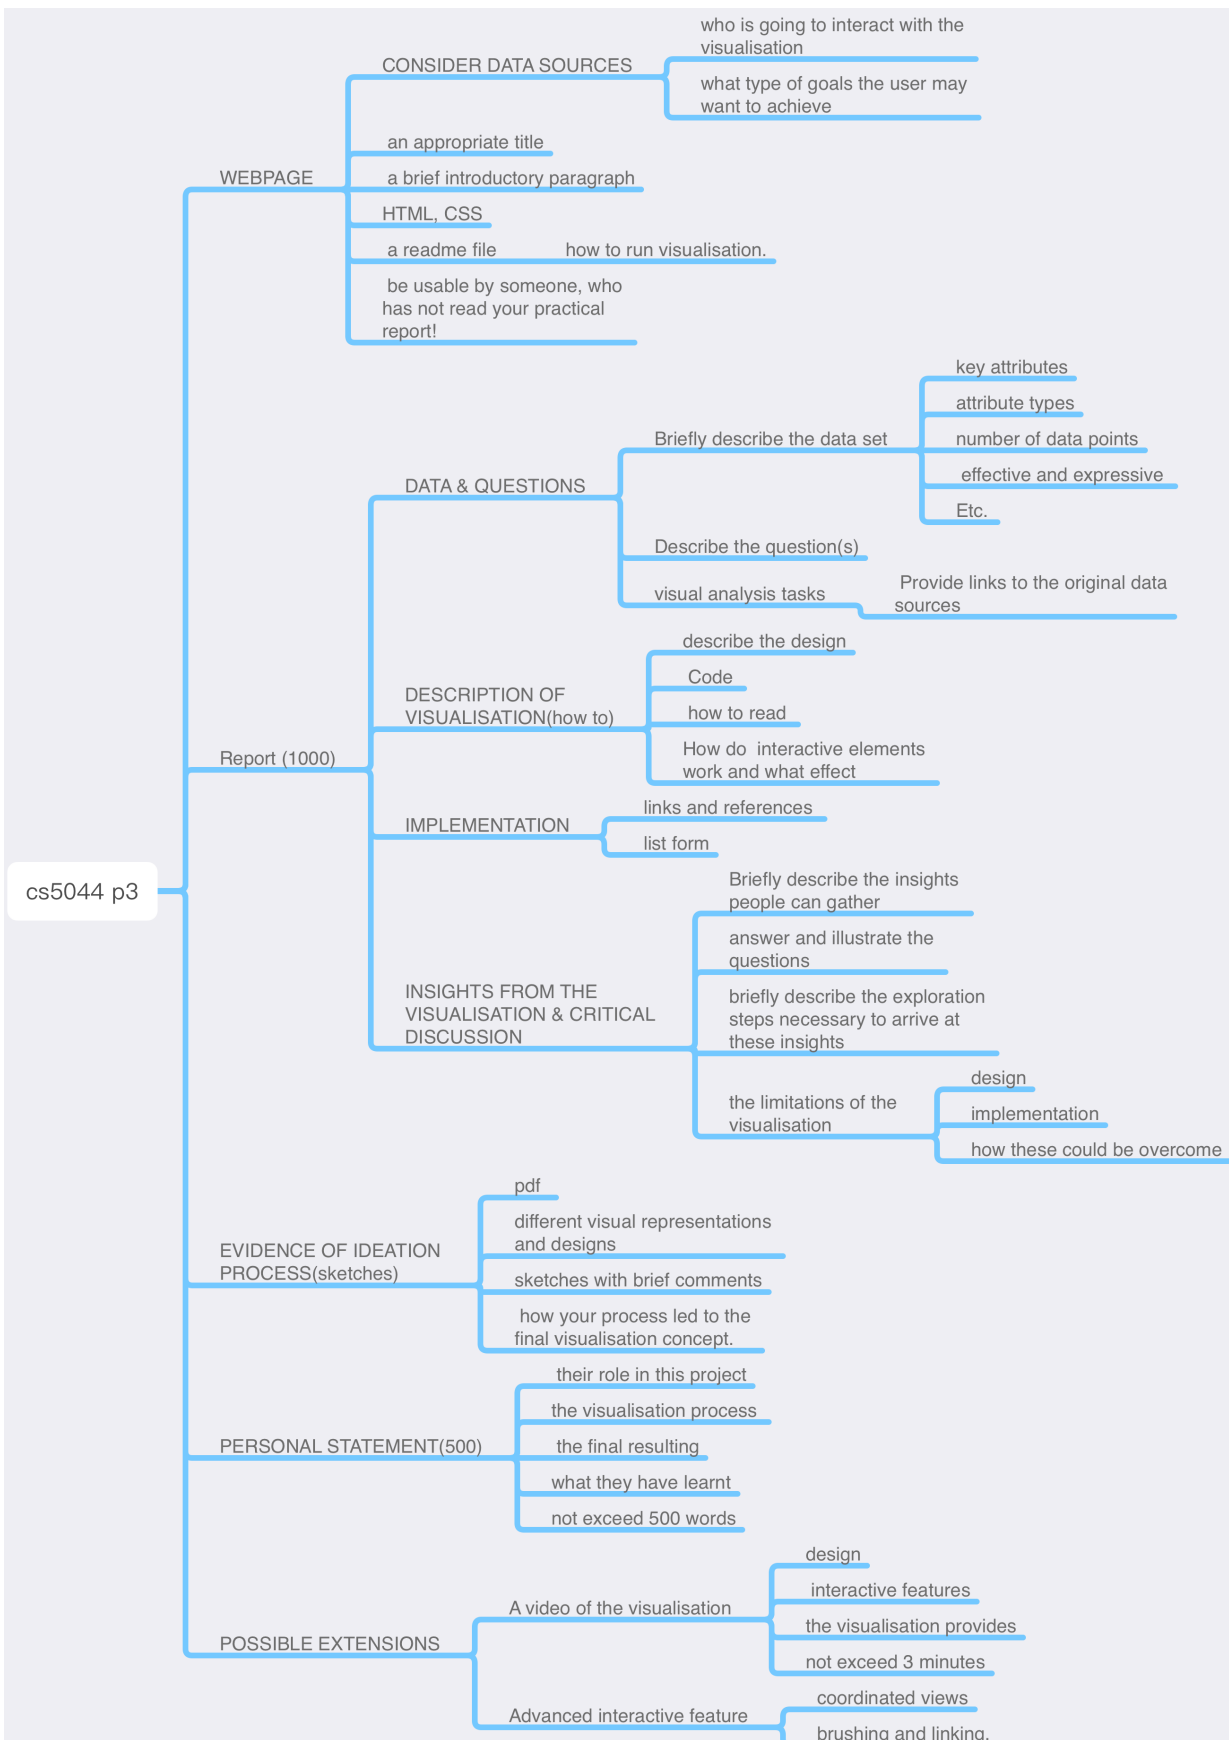 who is going to interact with the
visualisation
CONSIDER DATA SOURCES
what type of goals the user may
want to achieve
an appropriate title
WEBPAGE
a brief introductory paragraph
HTML, CSS
a readme file
how to run visualisation.
be usable by someone, who
has not read your practical
report!
key attributes
attribute types
Briefly describe the data set
number of data points
effective and expressive
DATA & QUESTIONS
Etc.
Describe the question(s)
visual analysis tasks
Provide links to the original data
sources
describe the design
Code
DESCRIPTION OF
VISUALISATION(how to)
how to read
How do  interactive elements
work and what effect
Report (1000)
links and references
IMPLEMENTATION
list form
cs5044 p3
Briefly describe the insights
people can gather
answer and illustrate the
questions
INSIGHTS FROM THE
VISUALISATION & CRITICAL
DISCUSSION
briefly describe the exploration
steps necessary to arrive at
these insights
design
the limitations of the
visualisation
implementation
how these could be overcome
pdf
different visual representations
and designs
EVIDENCE OF IDEATION
PROCESS(sketches)
sketches with brief comments
how your process led to the
final visualisation concept.
their role in this project
the visualisation process
PERSONAL STATEMENT(500)
the final resulting
what they have learnt
not exceed 500 words
design
interactive features
A video of the visualisation
the visualisation provides
POSSIBLE EXTENSIONS
not exceed 3 minutes
coordinated views
Advanced interactive feature
brushing and linking.